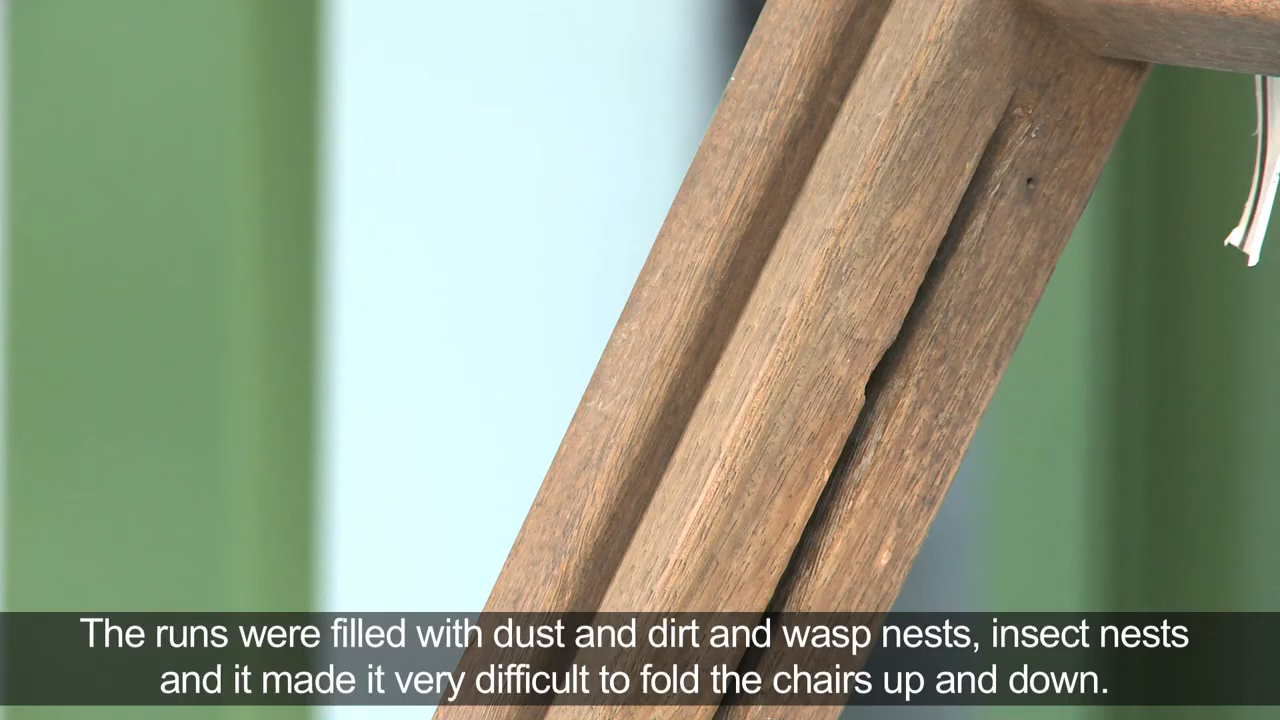 The runs were filled with dust and dirt and wasp nests, insect nests
and it made it very difficult to fold the chairs up and down.